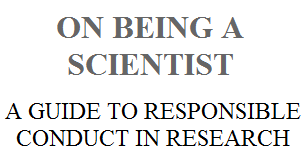 ON BEING A
SCIENTIST
A GUIDE TO RESPONSIBLE
CONDUCT IN RESEARCH